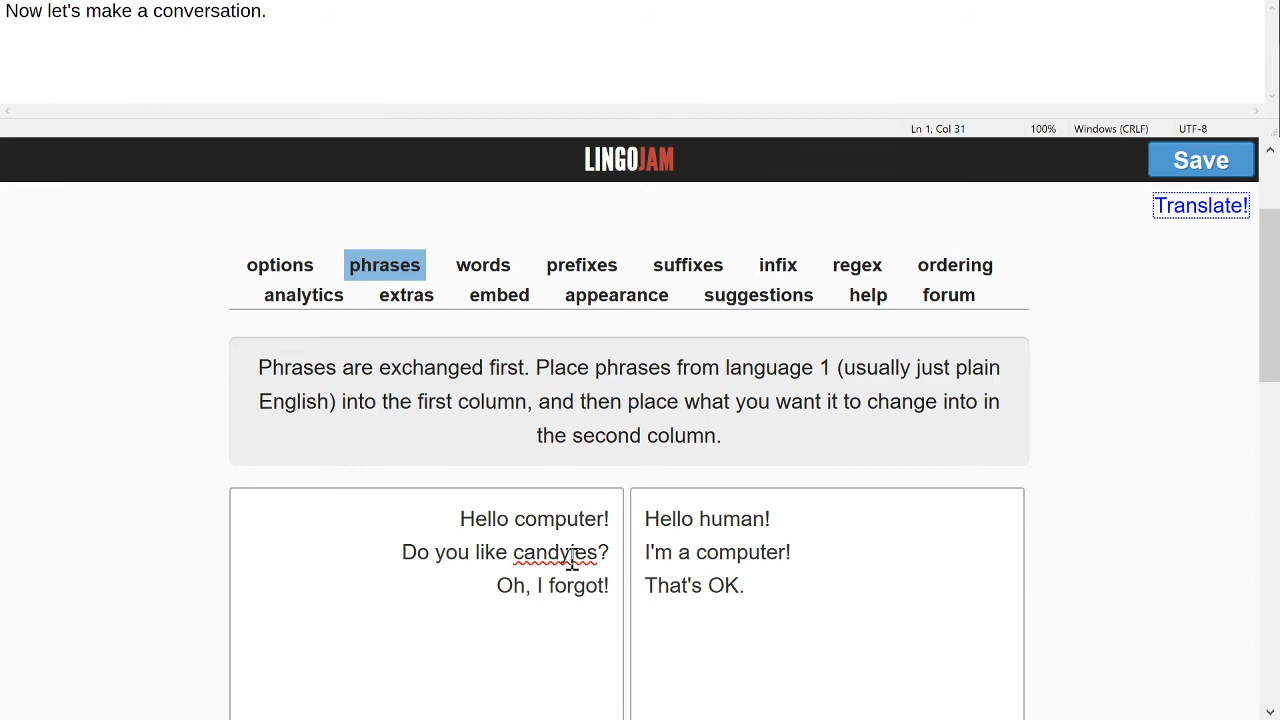 Now let's make a conversation.
Ln 1, Col 31 100% Windows (CRLF) UTF-8
LINGOJAM Save
Translate!
options phrases words prefixes suffixes infix regex ordering
analytics extras embed appearance suggestions help forum
Phrases are exchanged first. Place phrases from language 1 (usually just plain
English) into the first column, and then place what you want it to change into in
the second column.
Hello computer! Hello human!
Do you like candyies? I'm a computer!
Oh, I forgot! That's OK.